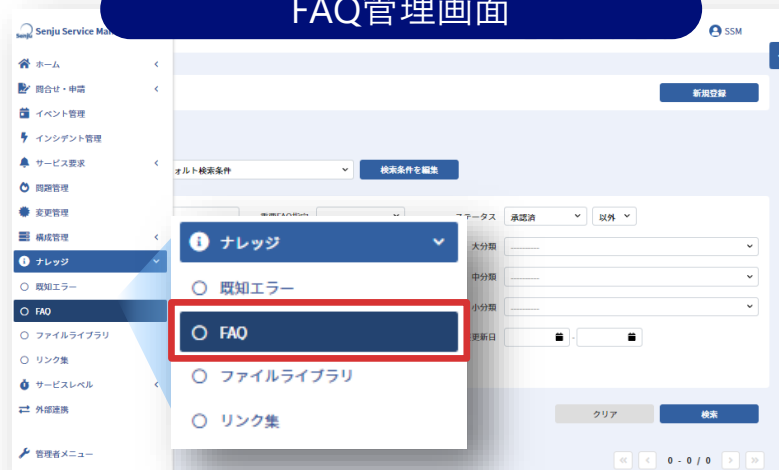 FAQ管理画面
Senju Service Ma
SSM
ホーム
問合せ・申請
新規登録
イベント管理
インシデント管理
サービス要求
ォルト検索条件
検索条件を編集
問題管理
変更管理
ステータス 承認済 以外
構成管理
大分類
ナレッジ
中分類
既知エラー
小分類
FAQ
更新日 -
ファイルライブラリ
リンク集
サービスレベル
外部連携
クリア 検索
管理者メニュー
0 - 0 / 0
ナレッジ
既知エラー
FAQ
ファイルライブラリ
リンク集